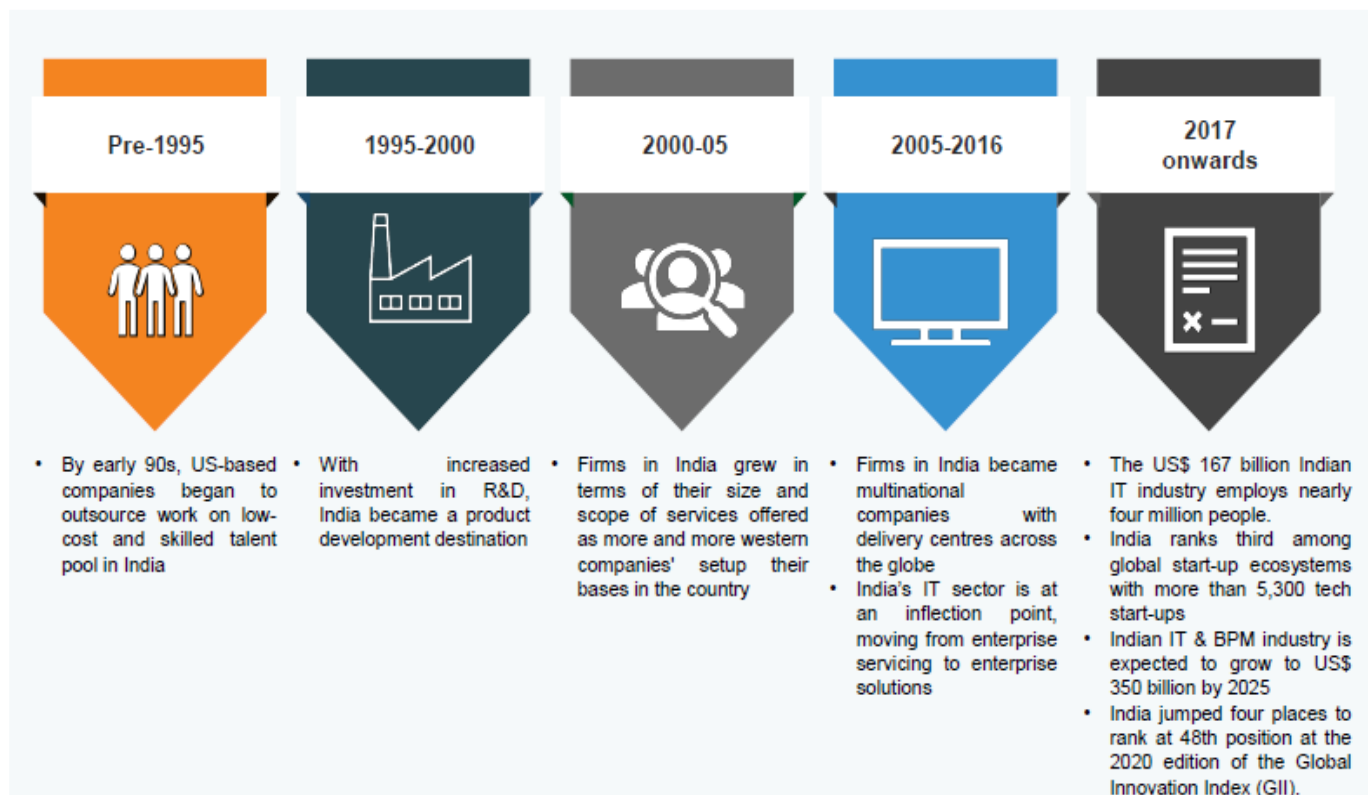 Pre-1995
1995-2000
2000-05
2005-2016
2017
onwards
• By early 90s, US-based
companies began to
outsource work on low-
cost and skilled talent
pool in India
• With increased
investment in R&D,
India became a product
development destination
• Firms in India grew in
terms of their size and
scope of services offered
as more and more western
companies' setup their
bases in the country
• Firms in India became
multinational
companies with
delivery centres across
the globe
• India's IT sector is at
an inflection point,
moving from enterprise
servicing to enterprise
solutions
• The US$ 167 billion Indian
IT industry employs nearly
four million people.
• India ranks third among
global start-up ecosystems
with more than 5,300 tech
start-ups
• Indian IT & BPM industry is
expected to grow to US$
350 billion by 2025
• India jumped four places to
rank at 48th position at the
2020 edition of the Global
Innovation Index (GII).